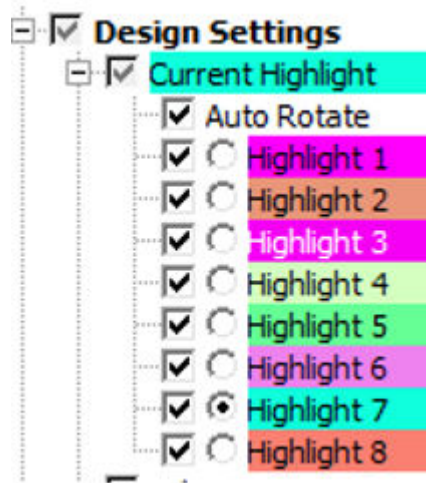 Design Settings
Current Highlight
Auto Rotate
Highlight 1
Highlight 2
Highlight 3
Highlight 4
Highlight 5
Highlight 6
Highlight 7
Highlight 8